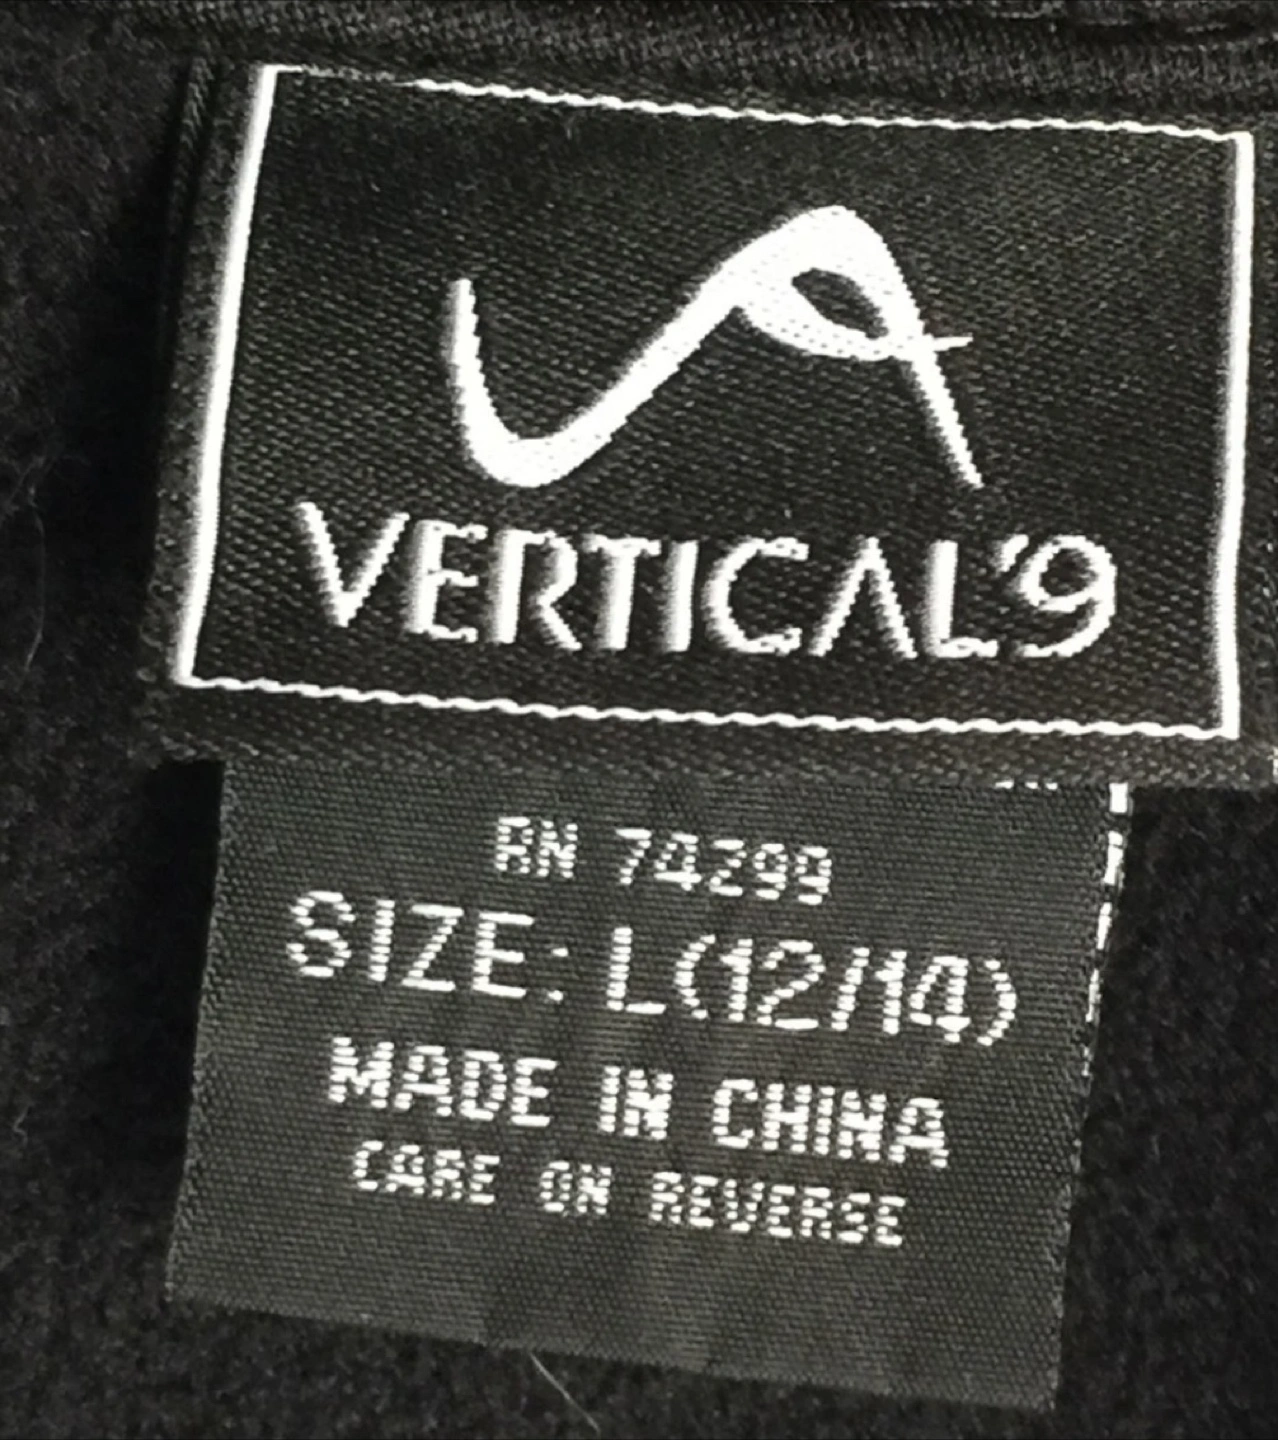 VERTICAL'9
RN 74299
SIZE: L(12/14)
MADE IN CHINA
CARE ON REVERSE